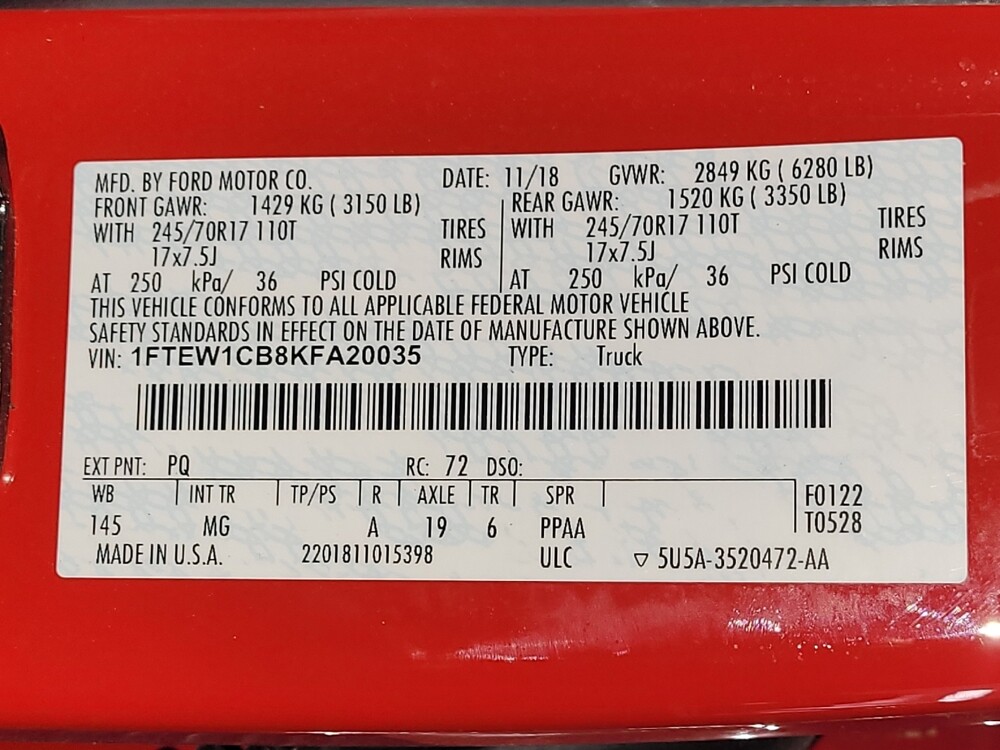 MFD. BY FORD MOTOR CO. DATE: 11/18 GVWR: 2849 KG ( 6280 LB)
FRONT GAWR: 1429 KG ( 3150 LB) REAR GAWR: 1520 KG ( 3350 LB)
WITH 245/70R17 110T TIRES WITH 245/70R17 110T TIRES
17x7.5J RIMS 17x7.5J RIMS
AT 250 kPa/ 36 PSI COLD AT 250 kPa/ 36 PSI COLD
THIS VEHICLE CONFORMS TO ALL APPLICABLE FEDERAL MOTOR VEHICLE
SAFETY STANDARDS IN EFFECT ON THE DATE OF MANUFACTURE SHOWN ABOVE.
VIN: 1FTEW1CB8KFA20035 TYPE: Truck
EXT PNT: PQ RC: 72 DSO:
WB INT TR TP/PS R AXLE TR SPR F0122
145 MG A 19 6 PPAA T0528
MADE IN U.S.A. 2201811015398 ULC ▽ 5U5A-3520472-AA